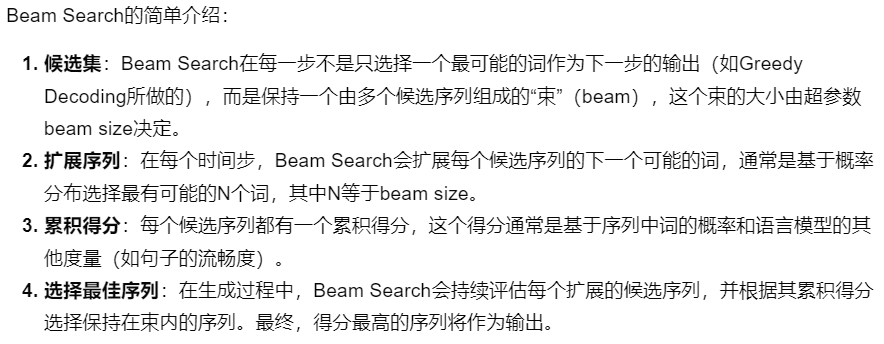 Beam Search的简单介绍：
1. 候选集：Beam Search在每一步不是只选择一个最可能的词作为下一步的输出（如Greedy
Decoding所做的），而是保持一个由多个候选序列组成的“束”（beam），这个束的大小由超参数
beam size决定。
2. 扩展序列：在每个时间步，Beam Search会扩展每个候选序列的下一个可能的词，通常是基于概率
分布选择最有可能的N个词，其中N等于beam size。
3. 累积得分：每个候选序列都有一个累积得分，这个得分通常是基于序列中词的概率和语言模型的其
他度量（如句子的流畅度）。
4. 选择最佳序列：在生成过程中，Beam Search会持续评估每个扩展的候选序列，并根据其累积得分
选择保持在束内的序列。最终，得分最高的序列将作为输出。